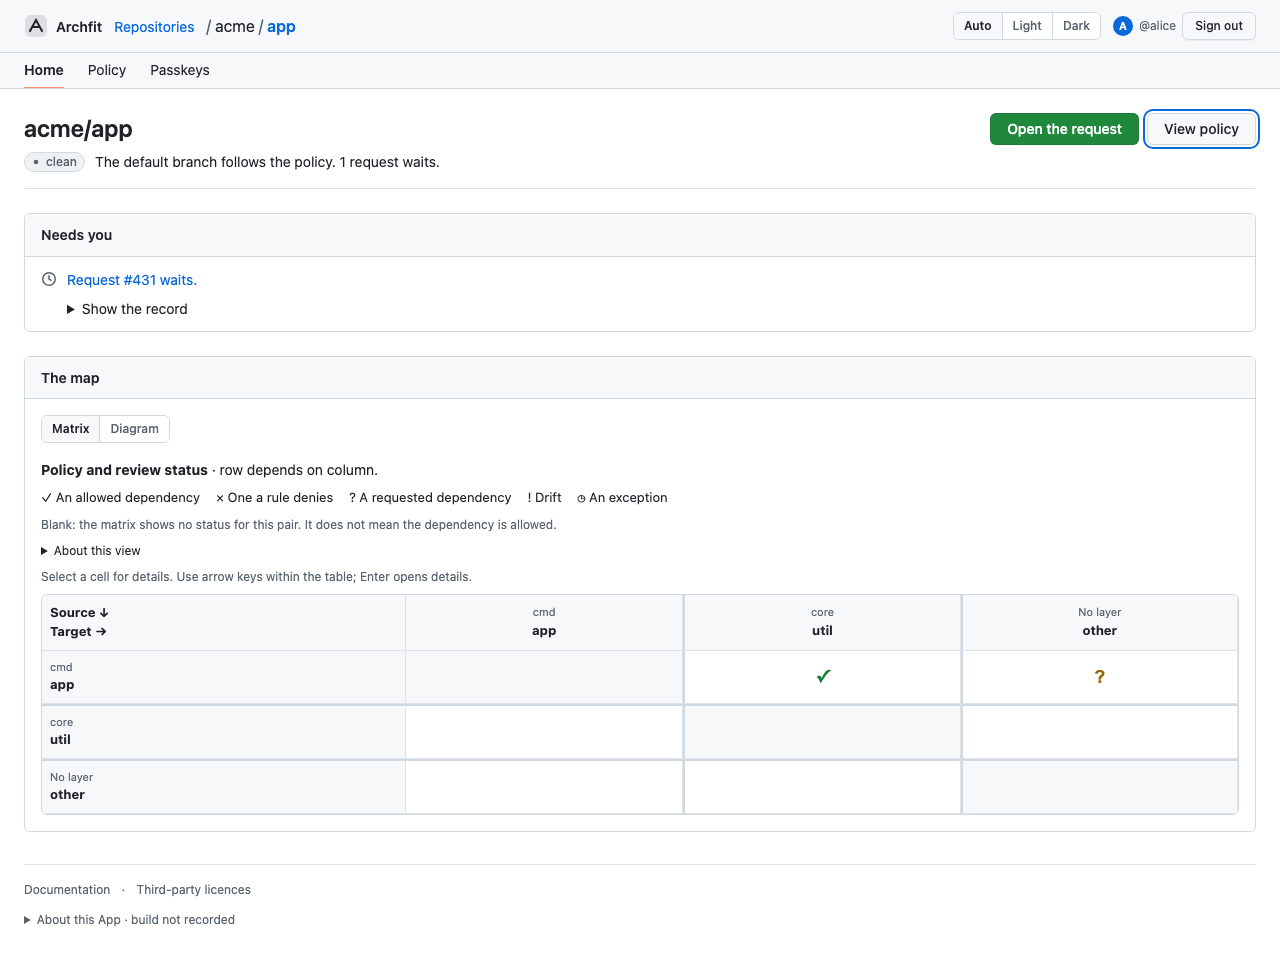 Archfit Repositories / acme / app
Auto Light Dark A @alice Sign out
Home Policy Passkeys
acme/app
Open the request View policy
• clean The default branch follows the policy. 1 request waits.
Needs you
Request #431 waits.
▶ Show the record
The map
Matrix Diagram
Policy and review status · row depends on column.
✓ An allowed dependency × One a rule denies ? A requested dependency ! Drift ◷ An exception
Blank: the matrix shows no status for this pair. It does not mean the dependency is allowed.
▶ About this view
Select a cell for details. Use arrow keys within the table; Enter opens details.
Source ↓
Target →
cmd
app
core
util
No layer
other
cmd
app
✓ ?
core
util
No layer
other
Documentation · Third-party licences
▶ About this App · build not recorded